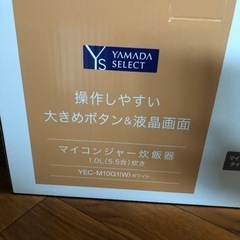 YS
YAMADA
SELECT
操作しやすい
大きめボタン&液晶画面
マイコンジャー炊飯器
1.0L(5.5合)炊き
YEC-M10G1(W)ホワイト